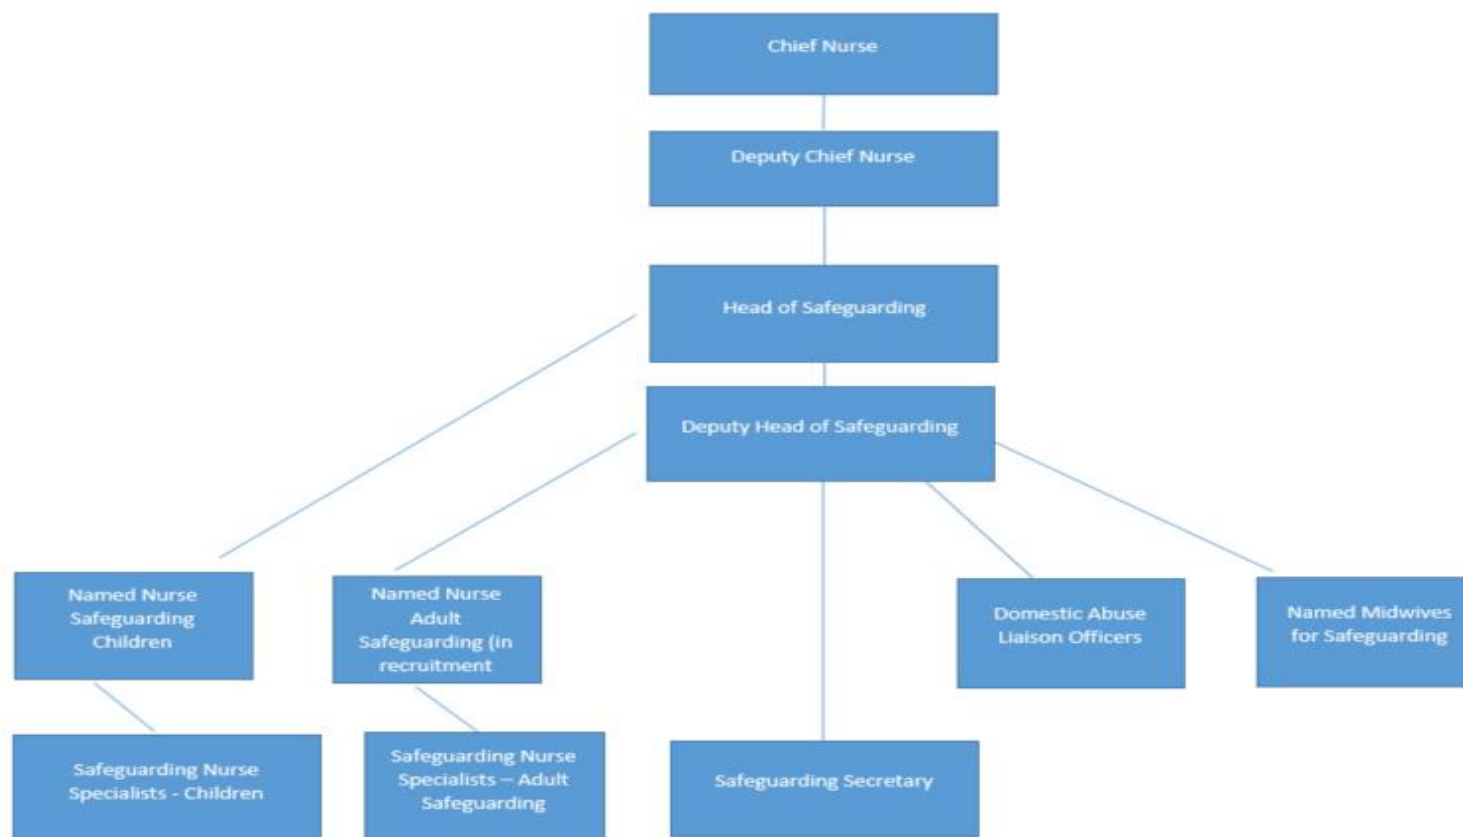 Chief Nurse
Deputy Chief Nurse
Head of Safeguarding
Deputy Head of Safeguarding
Named Nurse
Safeguarding
Children
Named Nurse
Adult
Safeguarding (in
recruitment
Domestic Abuse
Liaison Officers
Named Midwives
for Safeguarding
Safeguarding Nurse
Specialists - Children
Safeguarding Nurse
Specialists – Adult
Safeguarding
Safeguarding Secretary